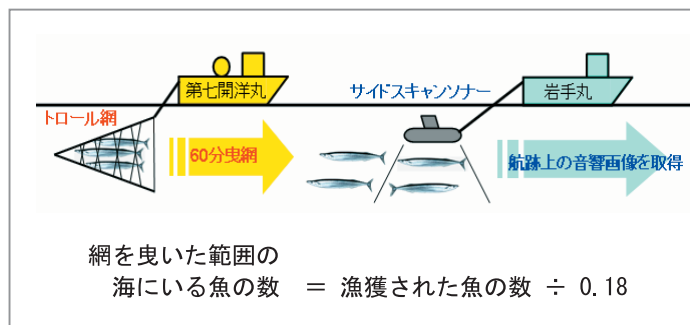 第七開洋丸
サイドスキャンソナー
岩手丸
トロール網
60分曳網
航跡上の音響画像を取得
網を曳いた範囲の
海にいる魚の数 = 漁獲された魚の数 ÷ 0.18